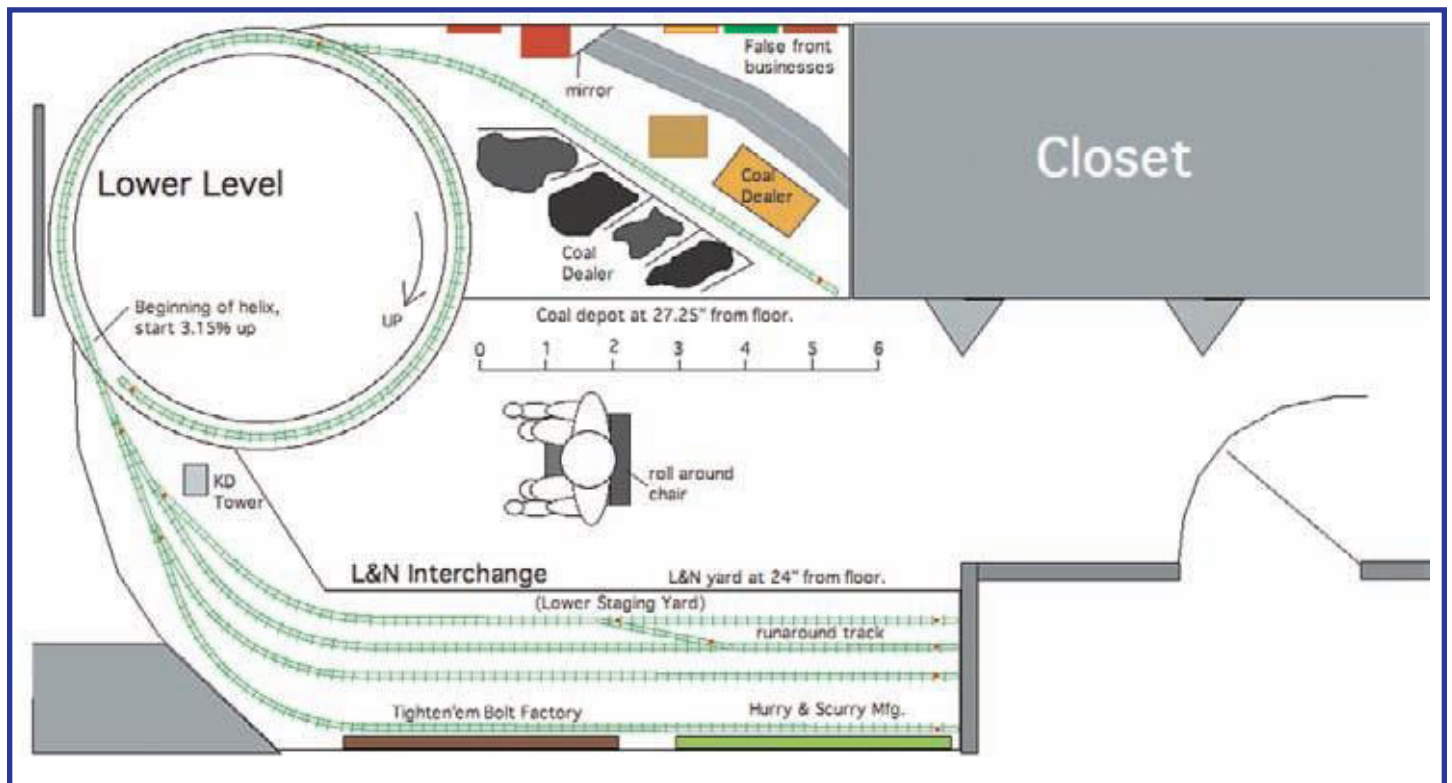 False front
businesses
mirror
Closet
Lower Level
Coal
Dealer
Coal
Dealer
Beginning of helix,
start 3.15% up
UP
Coal depot at 27.25" from floor.
0 1 2 3 4 5 6
roll around
chair
KD
Tower
L&N Interchange
L&N yard at 24" from floor.
(Lower Staging Yard)
runaround track
Tighten'em Bolt Factory
Hurry & Scurry Mfg.